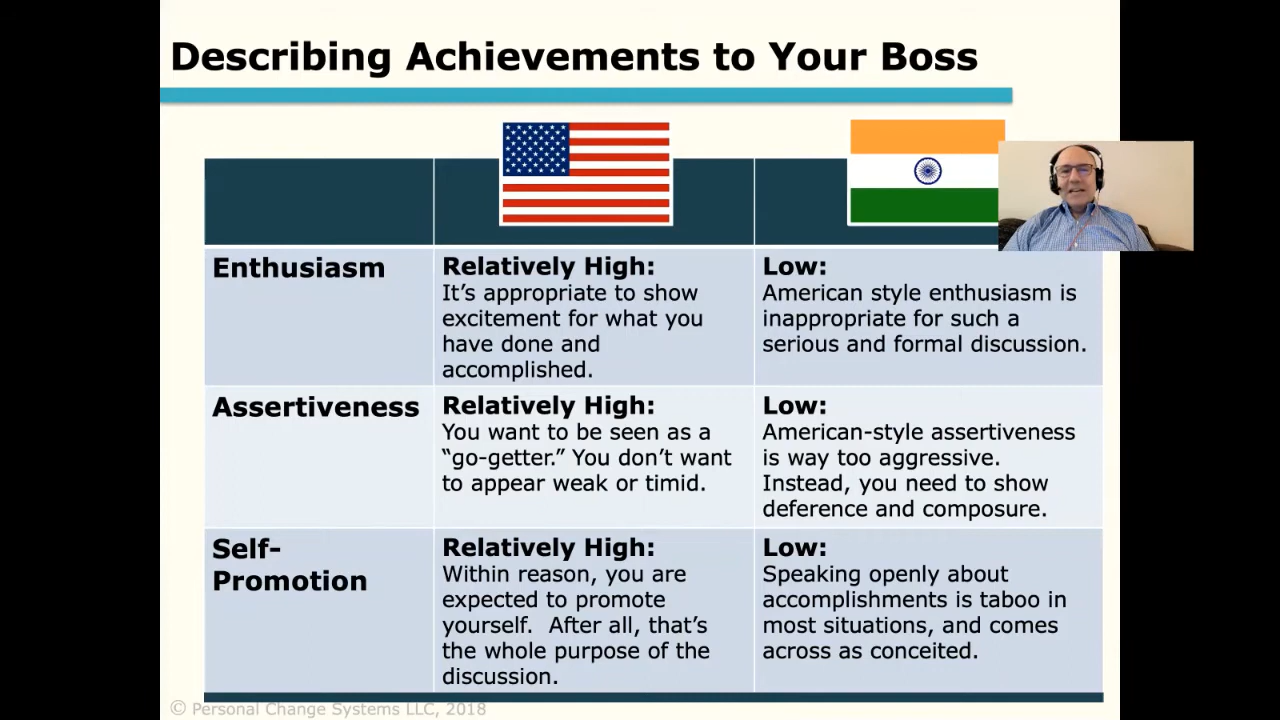 Describing Achievements to Your Boss
Enthusiasm
Relatively High:
It’s appropriate to show
excitement for what you
have done and
accomplished.
Low:
American style enthusiasm is
inappropriate for such a
serious and formal discussion.
Assertiveness
Relatively High:
You want to be seen as a
“go-getter.” You don’t want
to appear weak or timid.
Low:
American-style assertiveness
is way too aggressive.
Instead, you need to show
deference and composure.
Self-
Promotion
Relatively High:
Within reason, you are
expected to promote
yourself.  After all, that’s
the whole purpose of the
discussion.
Low:
Speaking openly about
accomplishments is taboo in
most situations, and comes
across as conceited.
© Personal Change Systems LLC, 2018